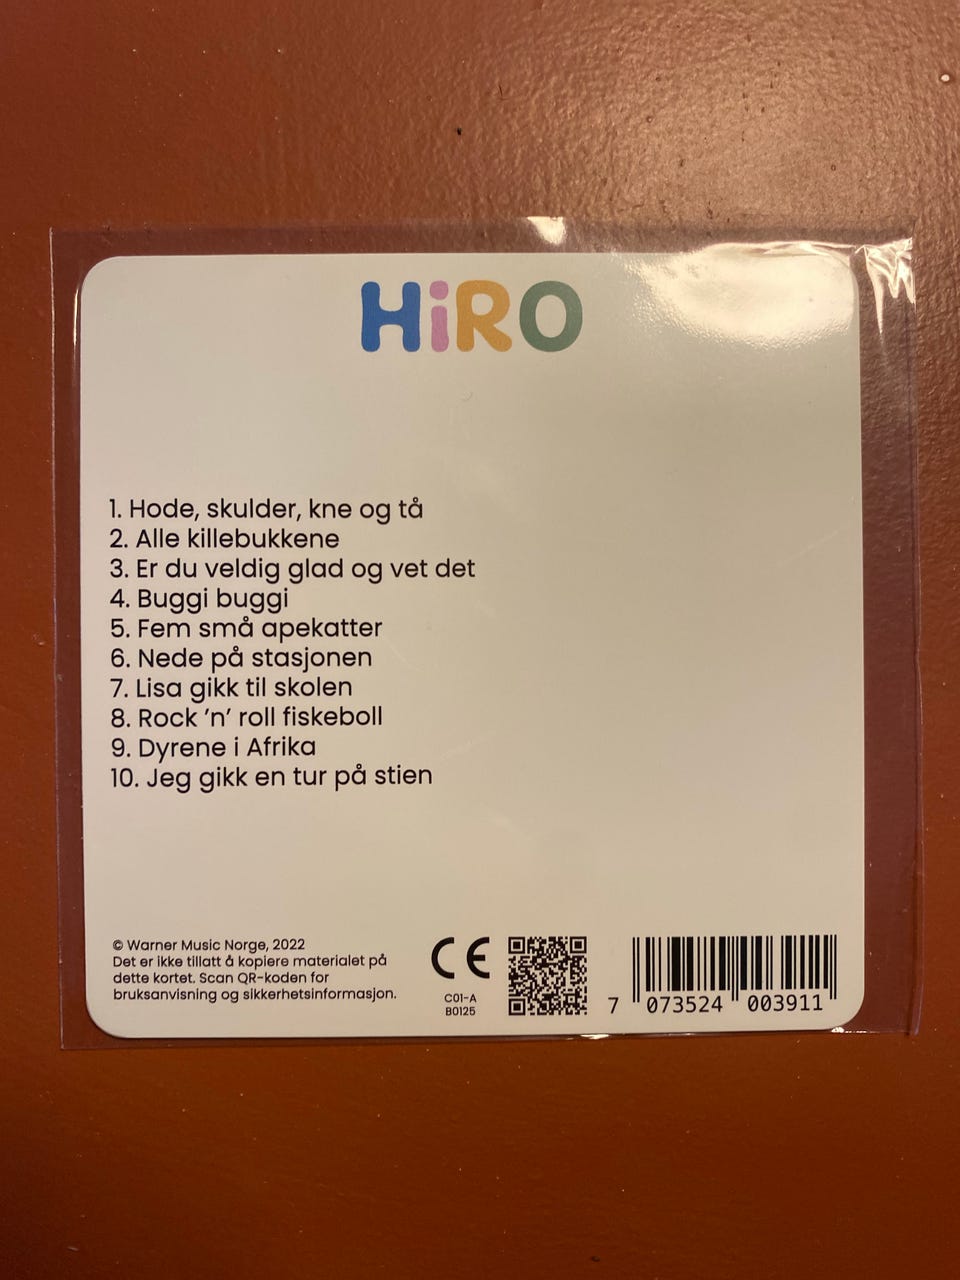 HiRO
1. Hode, skulder, kne og tå
2. Alle killebukkene
3. Er du veldig glad og vet det
4. Buggi buggi
5. Fem små apekatter
6. Nede på stasjonen
7. Lisa gikk til skolen
8. Rock ’n’ roll fiskeboll
9. Dyrene i Afrika
10. Jeg gikk en tur på stien
© Warner Music Norge, 2022
Det er ikke tillatt å kopiere materialet på
dette kortet. Scan QR-koden for
bruksanvisning og sikkerhetsinformasjon.
CE
C01-A
B0125
7 073524 003911